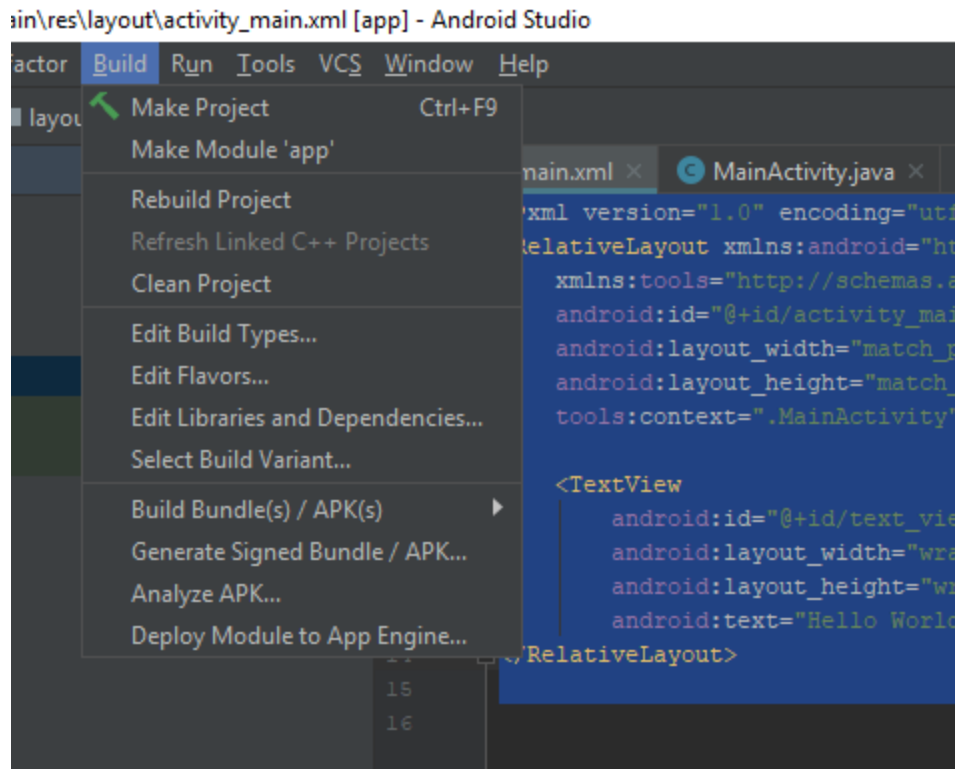 ain\res\layout\activity_main.xml [app] - Android Studio
actor Build Run Tools VCS Window Help
layou
Make Project Ctrl+F9
Make Module 'app'
Rebuild Project
Refresh Linked C++ Projects
Clean Project
Edit Build Types...
Edit Flavors...
Edit Libraries and Dependencies...
Select Build Variant...
Build Bundle(s) / APK(s)
Generate Signed Bundle / APK...
Analyze APK...
Deploy Module to App Engine...
main.xml × C MainActivity.java ×
?xml version="1.0" encoding="utf
RelativeLayout xmlns:android="ht
xmlns:tools="http://schemas.a
android:id="@+id/activity_mai
android:layout_width="match_p
android:layout_height="match_
tools:context=".MainActivity"
<TextView
android:id="@+id/text_vie
android:layout_width="wra
android:layout_height="wr
android:text="Hello World
</RelativeLayout>
15
16